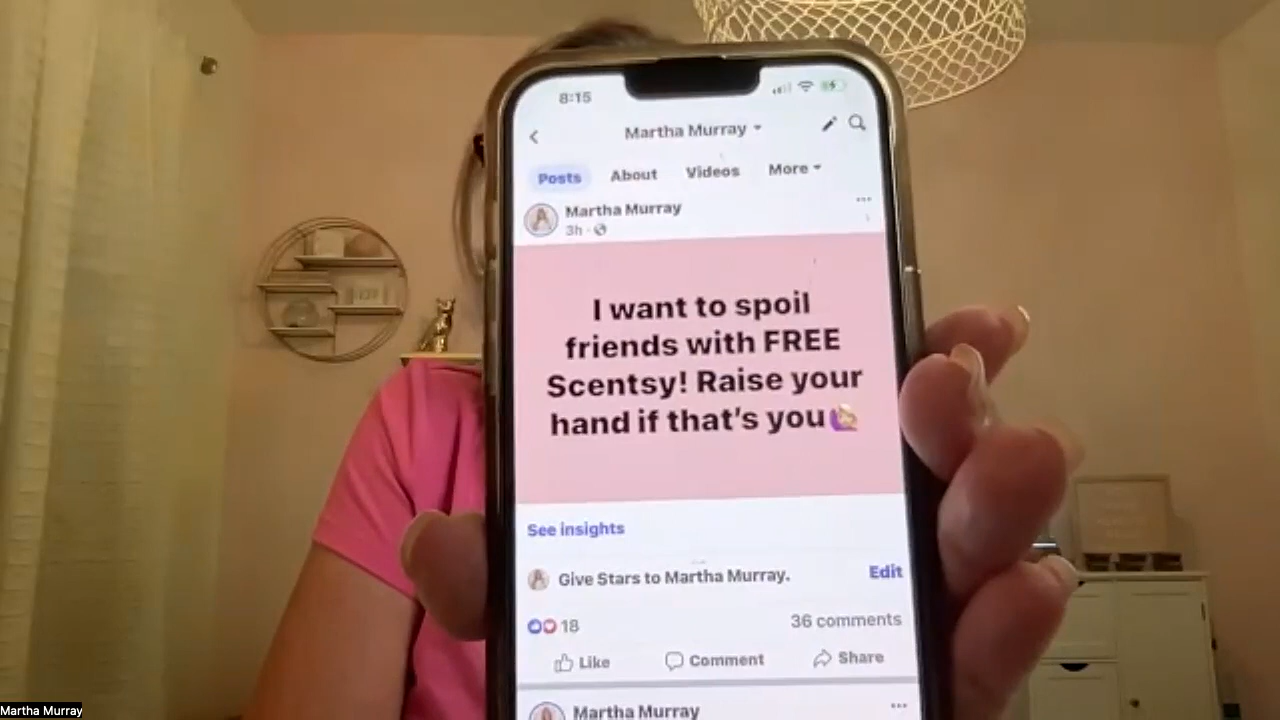 8:15
Martha Murray
Posts About Videos More
Martha Murray
3h
I want to spoil
friends with FREE
Scentsy! Raise your
hand if that's you
See insights
Give Stars to Martha Murray. Edit
18 36 comments
Like Comment Share
Martha Murray
Martha Murray